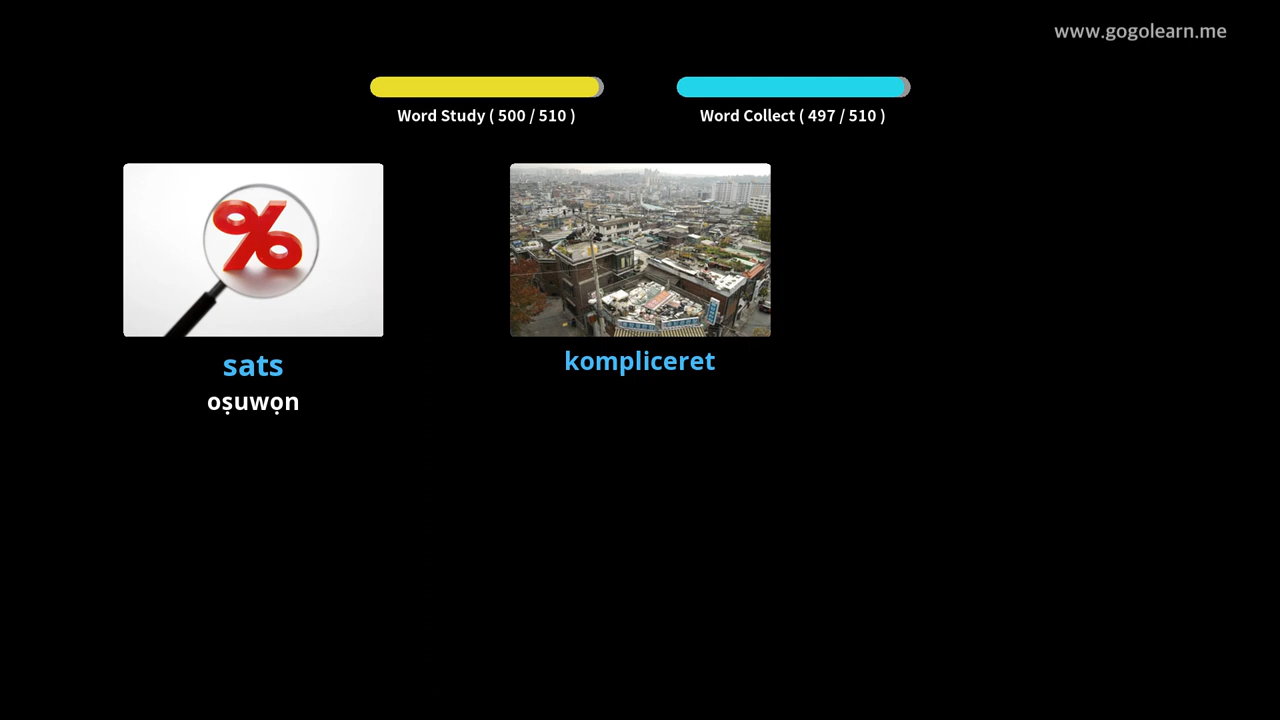 www.gogolearn.me
Word Study ( 500 / 510 )
Word Collect ( 497 / 510 )
%
sats
oṣuwọn
kompliceret